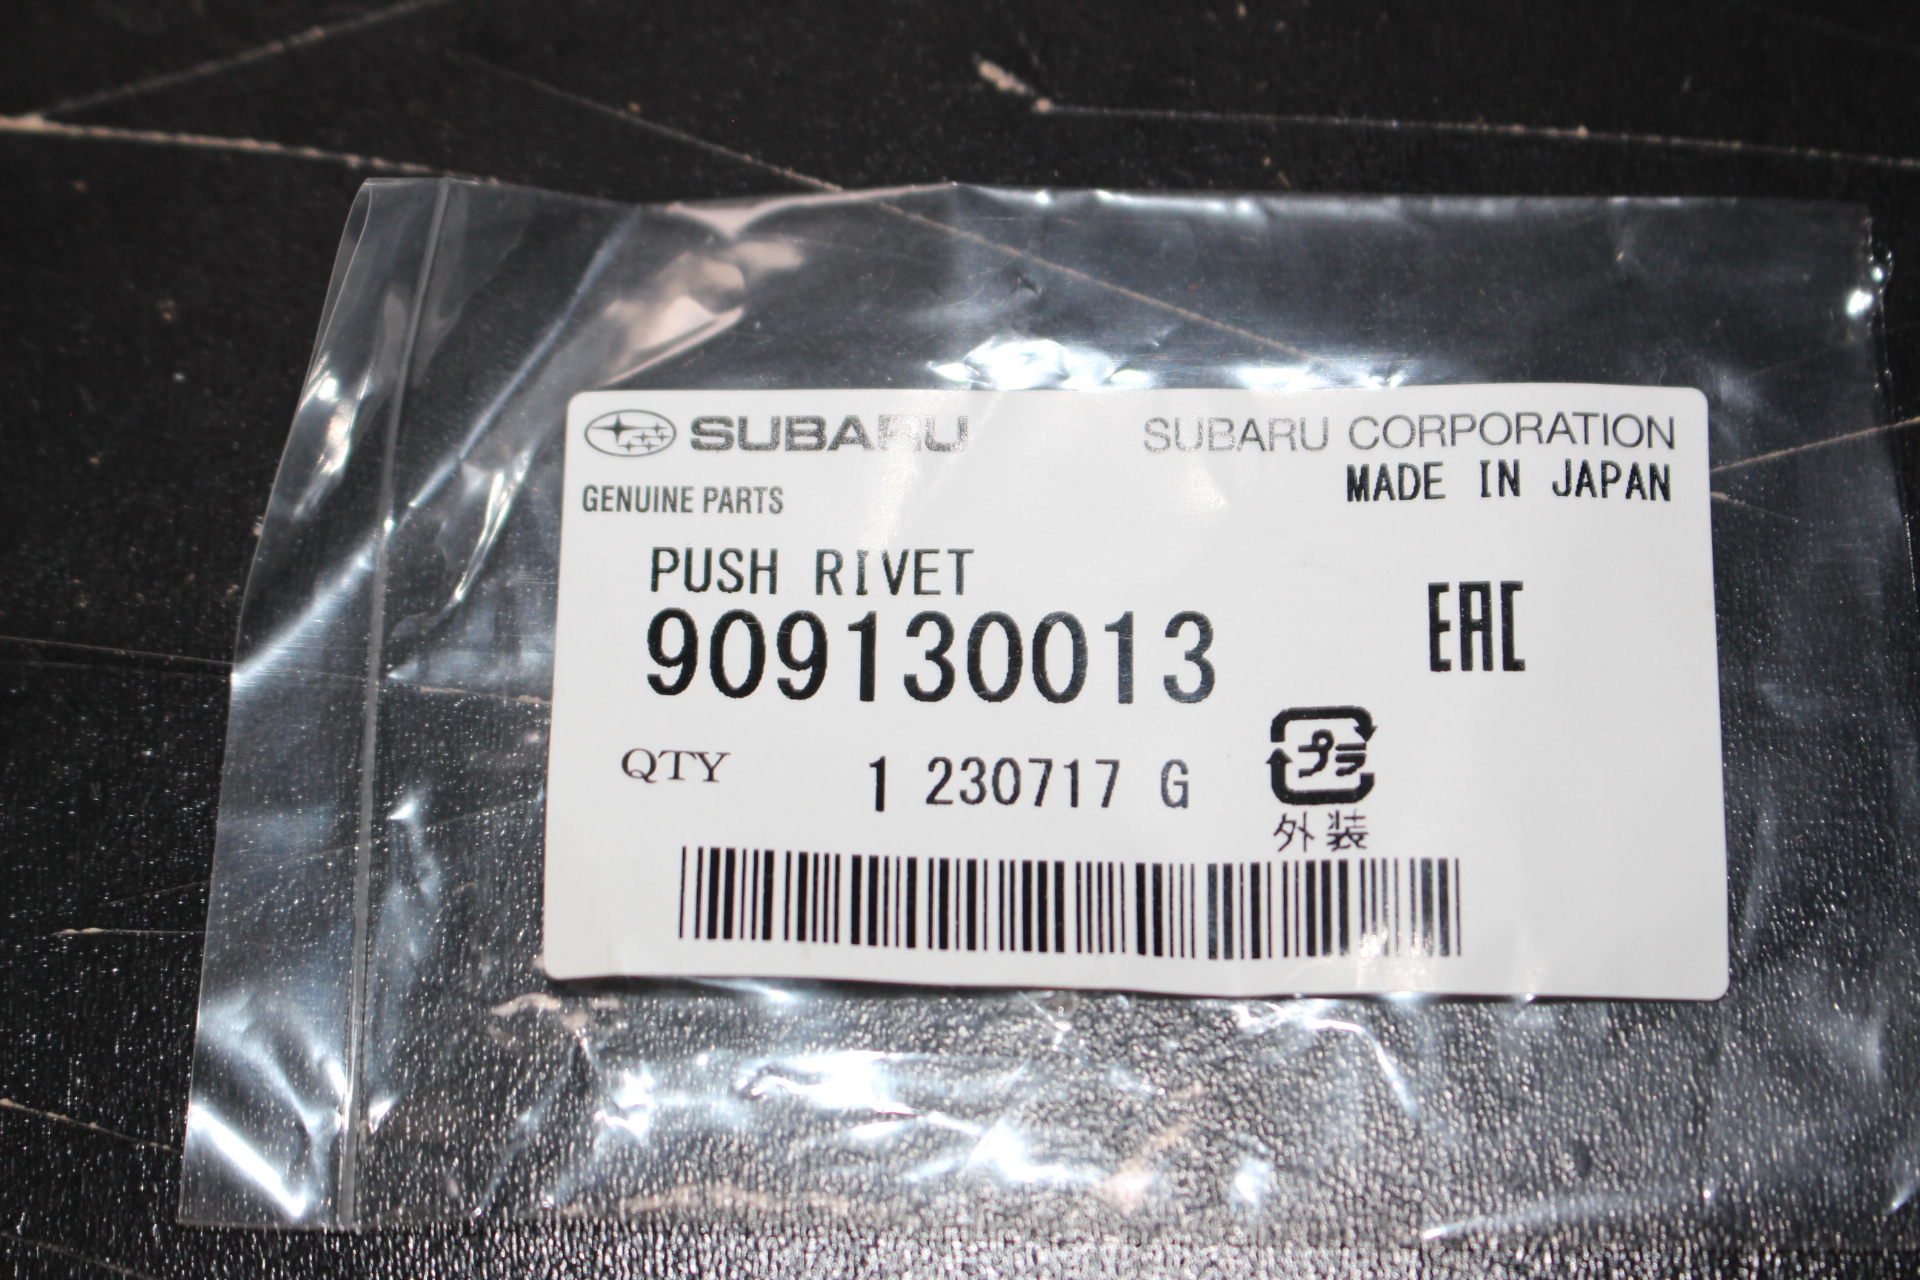 SUBARU SUBARU CORPORATION
GENUINE PARTS MADE IN JAPAN
PUSH RIVET
909130013
EAC
QTY 1 230717 G
プラ
外装